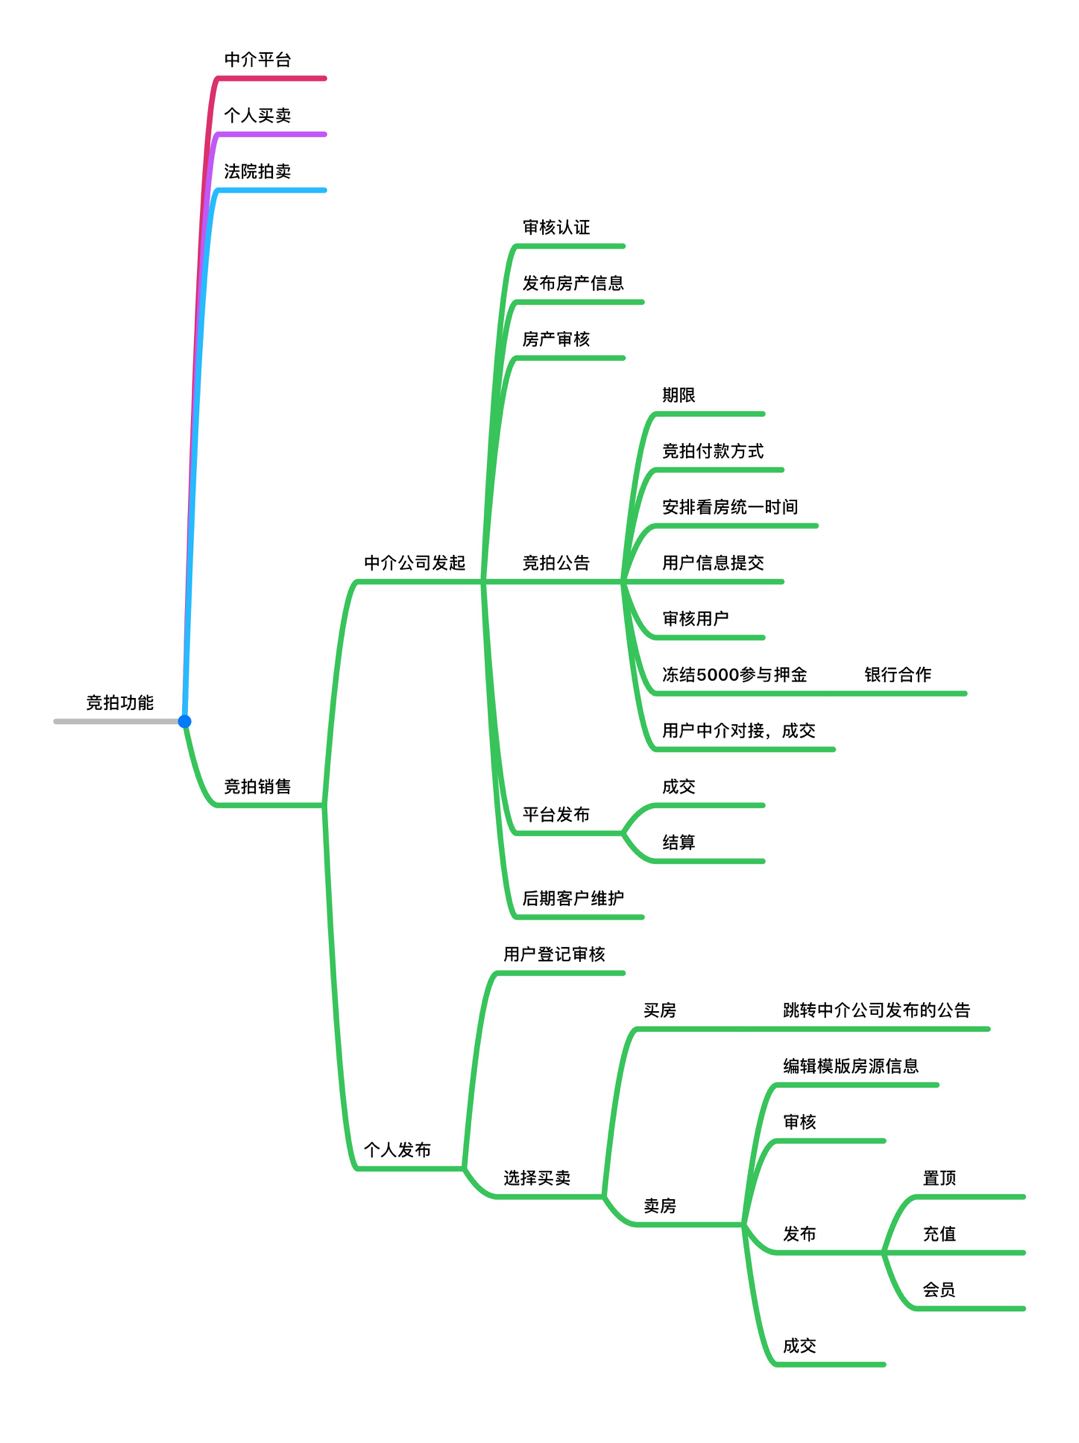 中介平台
个人买卖
法院拍卖
审核认证
发布房产信息
房产审核
期限
竞拍付款方式
安排看房统一时间
中介公司发起
竞拍公告
用户信息提交
审核用户
冻结5000参与押金
银行合作
竞拍功能
用户中介对接，成交
竞拍销售
成交
平台发布
结算
后期客户维护
用户登记审核
买房
跳转中介公司发布的公告
编辑模版房源信息
审核
个人发布
选择买卖
置顶
卖房
发布
充值
会员
成交